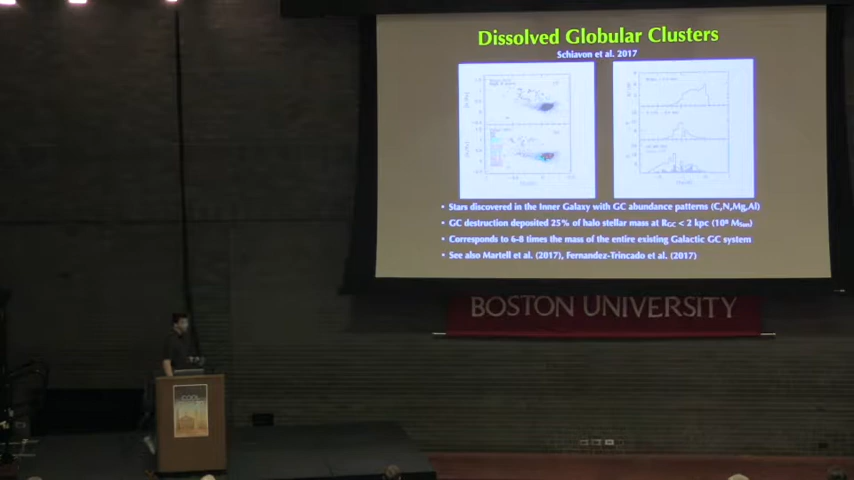 Dissolved Globular Clusters
Schiavon et al. 2017
• Stars discovered in the Inner Galaxy with GC abundance patterns (C,N,Mg,Al)
• GC destruction deposited 25% of halo stellar mass at RGC < 2 kpc (10⁸ MSun)
• Corresponds to 6-8 times the mass of the entire existing Galactic GC system
• See also Martell et al. (2017), Fernandez-Trincado et al. (2017)
BOSTON UNIVERSITY
COOL